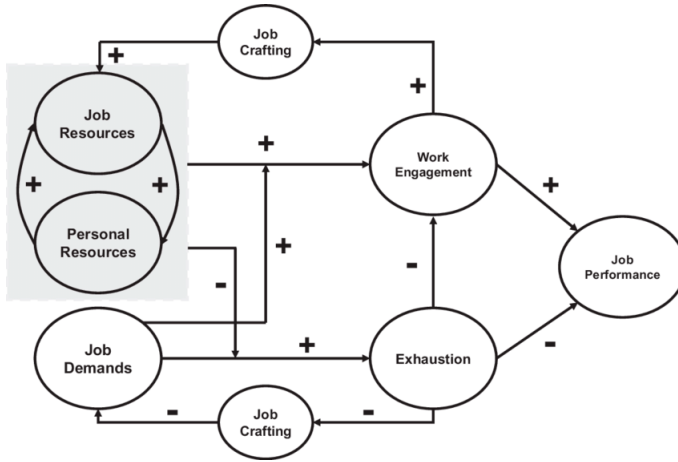 Job
Crafting
+
+
Job
Resources
+
Work
Engagement
+
+
+
Personal
Resources
+
-
-
Job
Performance
Job
Demands
+
Exhaustion
-
-
Job
Crafting
-